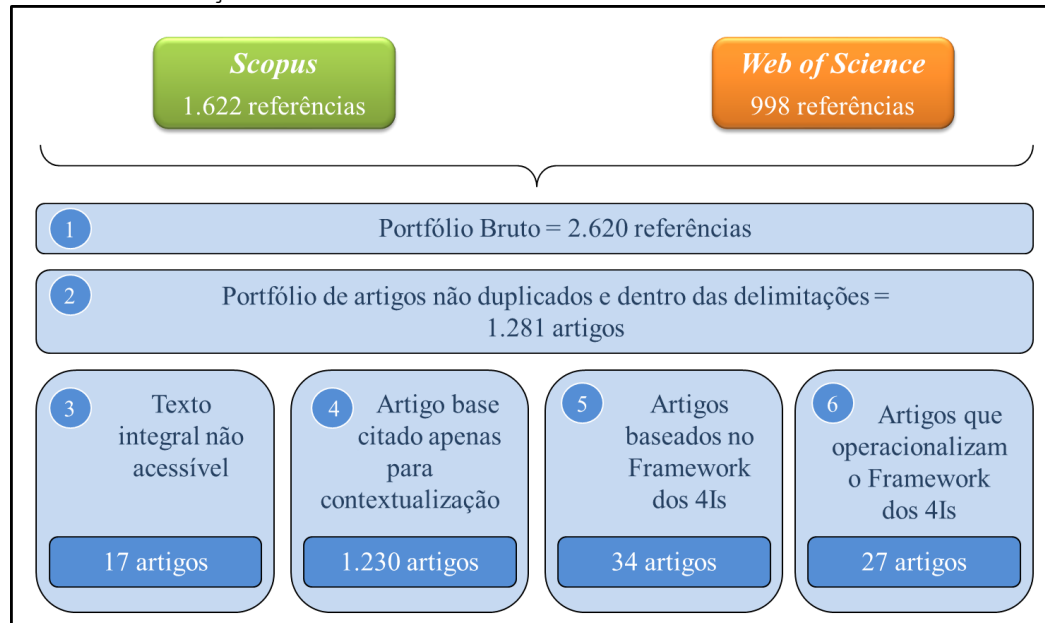 Scopus
1.622 referências
Web of Science
998 referências
1
Portfólio Bruto = 2.620 referências
2
Portfólio de artigos não duplicados e dentro das delimitações =
1.281 artigos
3
Texto
integral não
acessível
17 artigos
4
Artigo base
citado apenas
para
contextualização
1.230 artigos
5
Artigos
baseados no
Framework
dos 4Is
34 artigos
6
Artigos que
operacionalizam
o Framework
dos 4Is
27 artigos